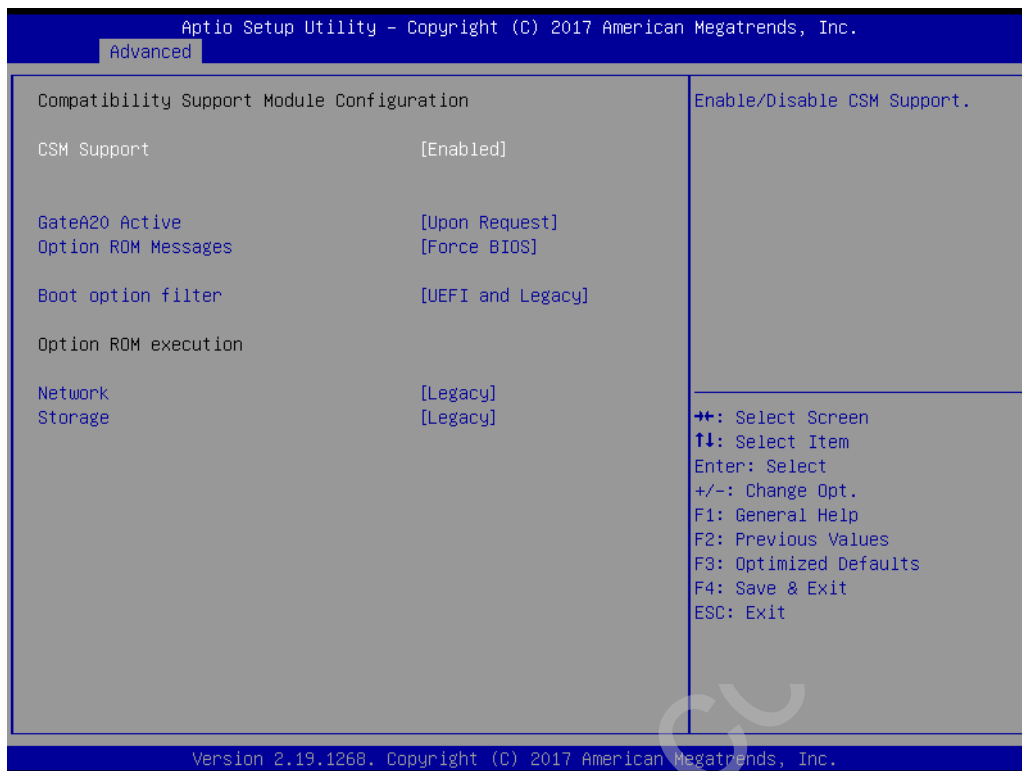 Aptio Setup Utility – Copyright (C) 2017 American Megatrends, Inc.
Advanced
Compatibility Support Module Configuration
CSM Support [Enabled]
GateA20 Active [Upon Request]
Option ROM Messages [Force BIOS]
Boot option filter [UEFI and Legacy]
Option ROM execution
Network [Legacy]
Storage [Legacy]
Enable/Disable CSM Support.
→←: Select Screen
↑↓: Select Item
Enter: Select
+/-: Change Opt.
F1: General Help
F2: Previous Values
F3: Optimized Defaults
F4: Save & Exit
ESC: Exit
Version 2.19.1268. Copyright (C) 2017 American Megatrends, Inc.